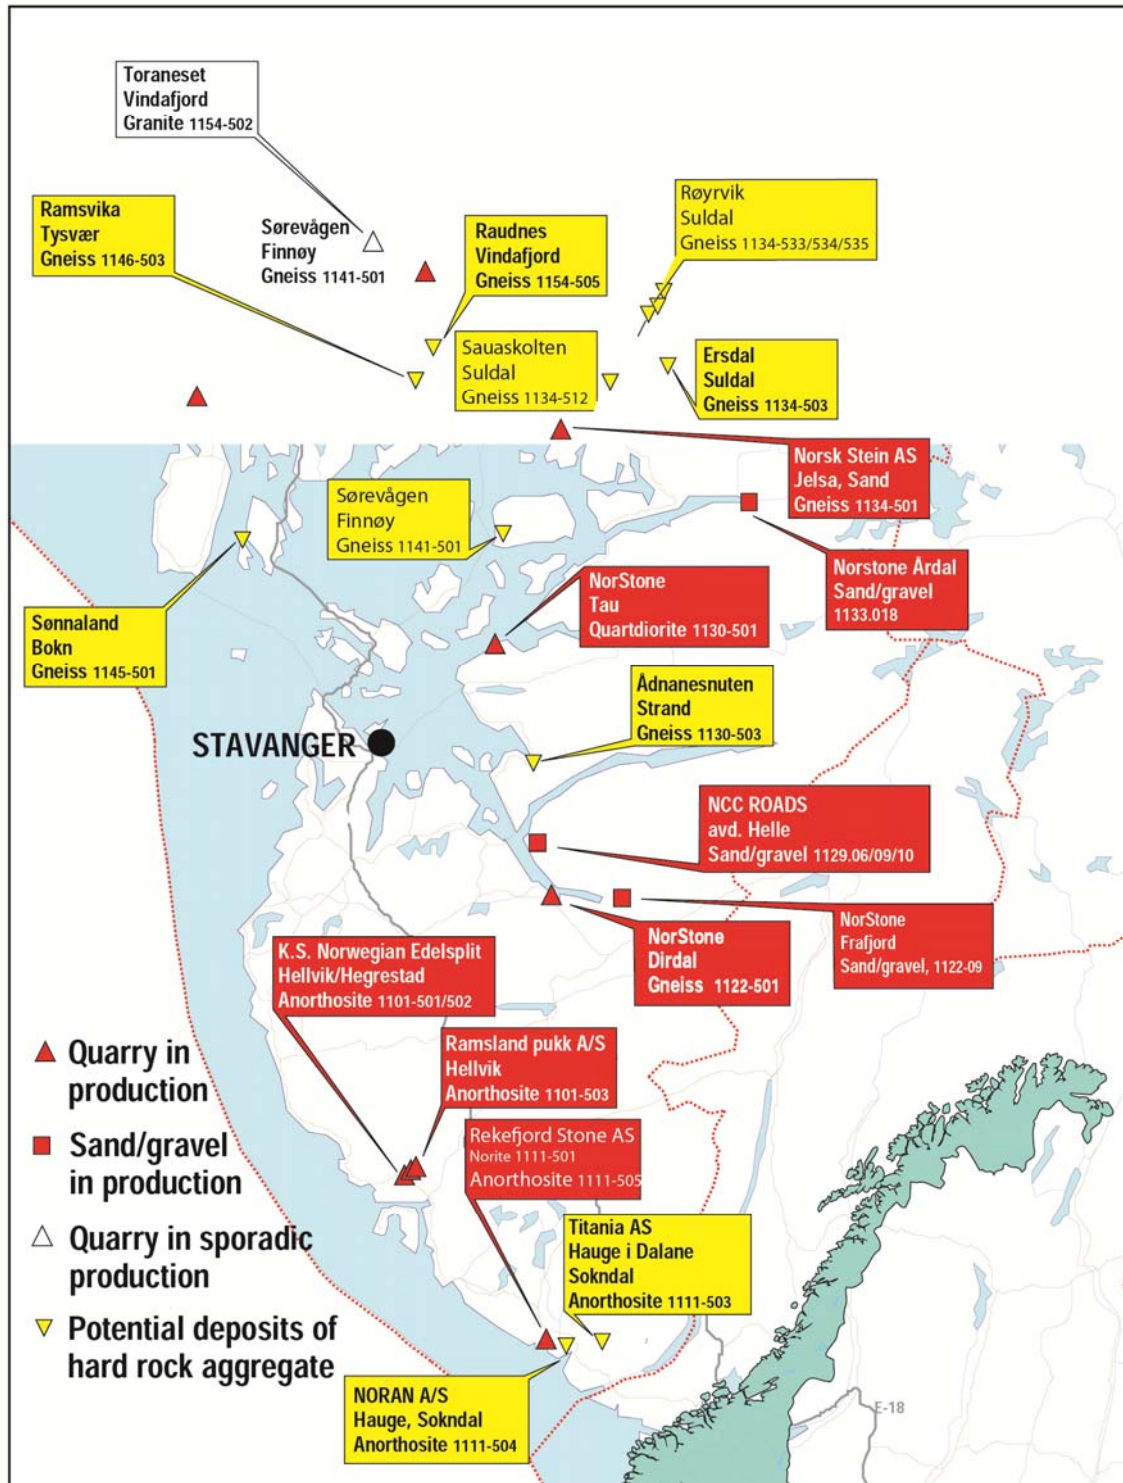 Toraneset
Vindafjord
Granite 1154-502
Ramsvika
Tysvær
Gneiss 1146-503
Sørevågen
Finnøy
Gneiss 1141-501
Raudnes
Vindafjord
Gneiss 1154-505
Røyrvik
Suldal
Gneiss 1134-533/534/535
Sauaskolten
Suldal
Gneiss 1134-512
Ersdal
Suldal
Gneiss 1134-503
Norsk Stein AS
Jelsa, Sand
Gneiss 1134-501
Sørevågen
Finnøy
Gneiss 1141-501
Norstone Årdal
Sand/gravel
1133.018
NorStone
Tau
Quartdiorite 1130-501
Sønnaland
Bokn
Gneiss 1145-501
Ådnanesnuten
Strand
Gneiss 1130-503
STAVANGER
NCC ROADS
avd. Helle
Sand/gravel 1129.06/09/10
NorStone
Frafjord
Sand/gravel, 1122-09
NorStone
Dirdal
Gneiss 1122-501
K.S. Norwegian Edelsplit
Hellvik/Hegrestad
Anorthosite 1101-501/502
Ramsland pukk A/S
Hellvik
Anorthosite 1101-503
Rekefjord Stone AS
Norite 1111-501
Anorthosite 1111-505
Titania AS
Hauge i Dalane
Sokndal
Anorthosite 1111-503
NORAN A/S
Hauge, Sokndal
Anorthosite 1111-504
Quarry in
production
Sand/gravel
in production
Quarry in sporadic
production
Potential deposits of
hard rock aggregate
E-18